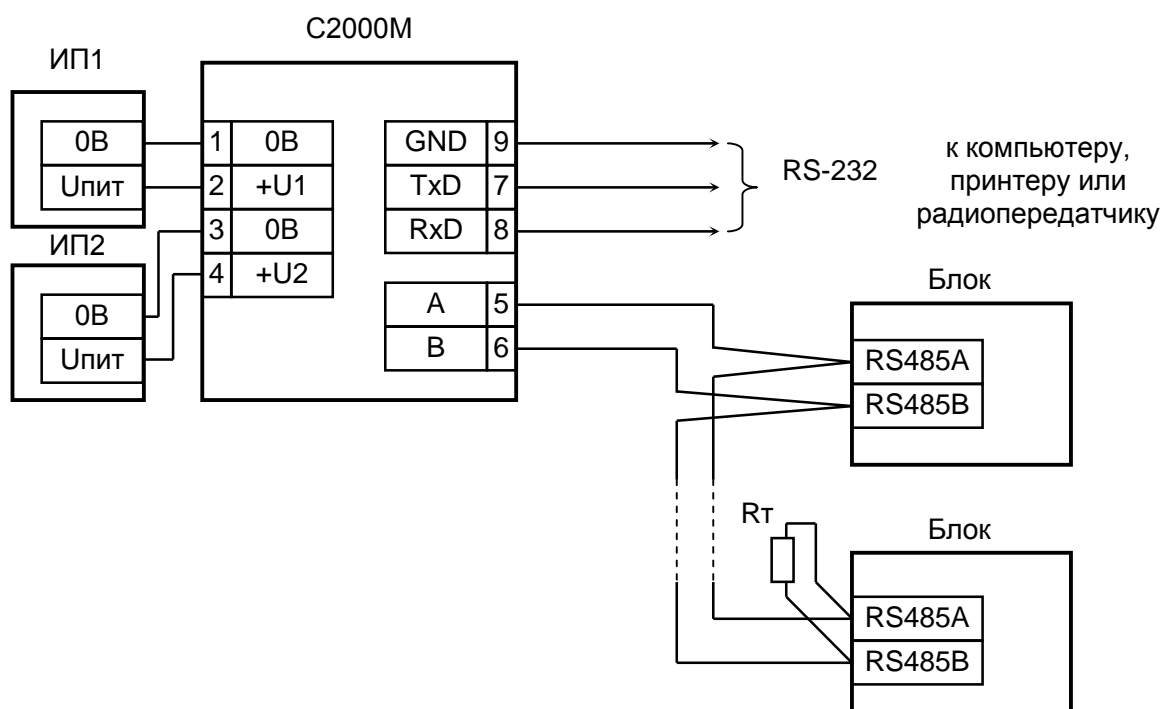 С2000М
ИП1
0В
Uпит
ИП2
0В
Uпит
1 0В
2 +U1
3 0В
4 +U2
GND 9
TxD 7
RxD 8
A 5
B 6
RS-232
к компьютеру,
принтеру или
радиопередатчику
Блок
RS485A
RS485B
Rт
Блок
RS485A
RS485B